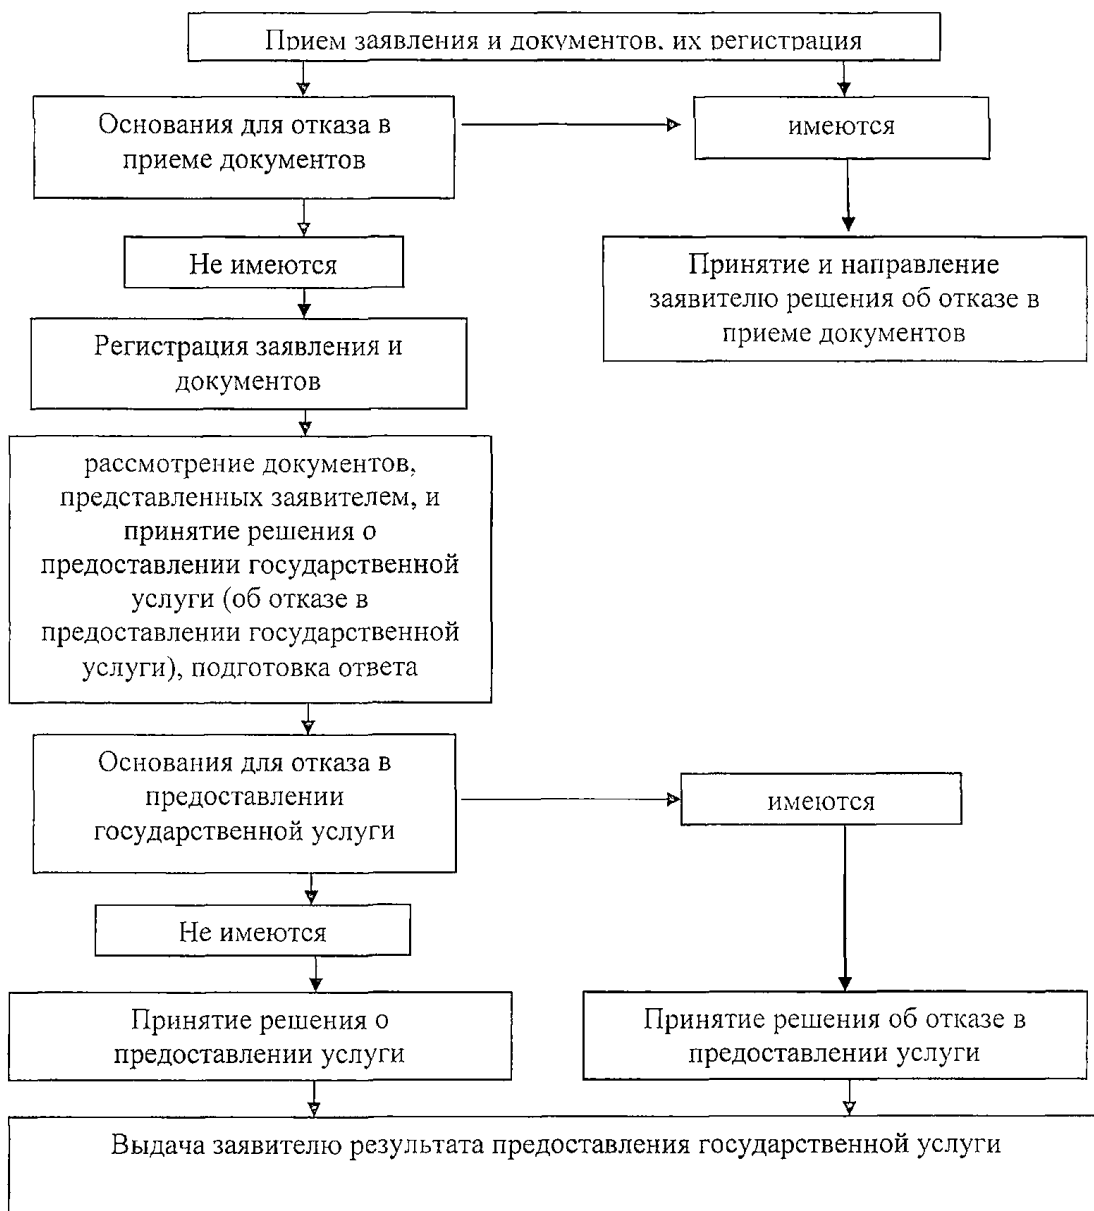 Прием заявления и документов, их регистрация
Основания для отказа в
приеме документов
имеются
Не имеются
Принятие и направление
заявителю решения об отказе в
приеме документов
Регистрация заявления и
документов
рассмотрение документов,
представленных заявителем, и
принятие решения о
предоставлении государственной
услуги (об отказе в
предоставлении государственной
услуги), подготовка ответа
Основания для отказа в
предоставлении
государственной услуги
имеются
Не имеются
Принятие решения о
предоставлении услуги
Принятие решения об отказе в
предоставлении услуги
Выдача заявителю результата предоставления государственной услуги